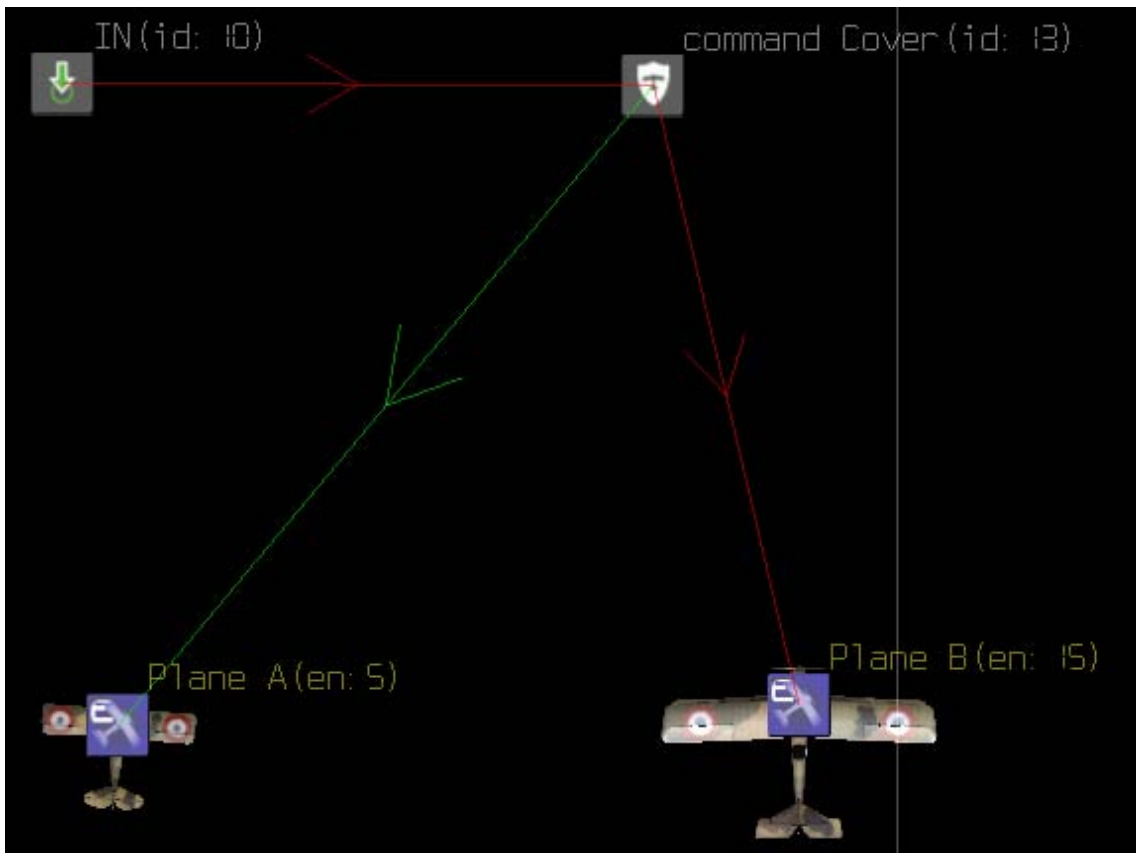 IN(id: 10)
command Cover(id: 13)
Plane A(en: 5)
E
Plane B(en: 15)
E